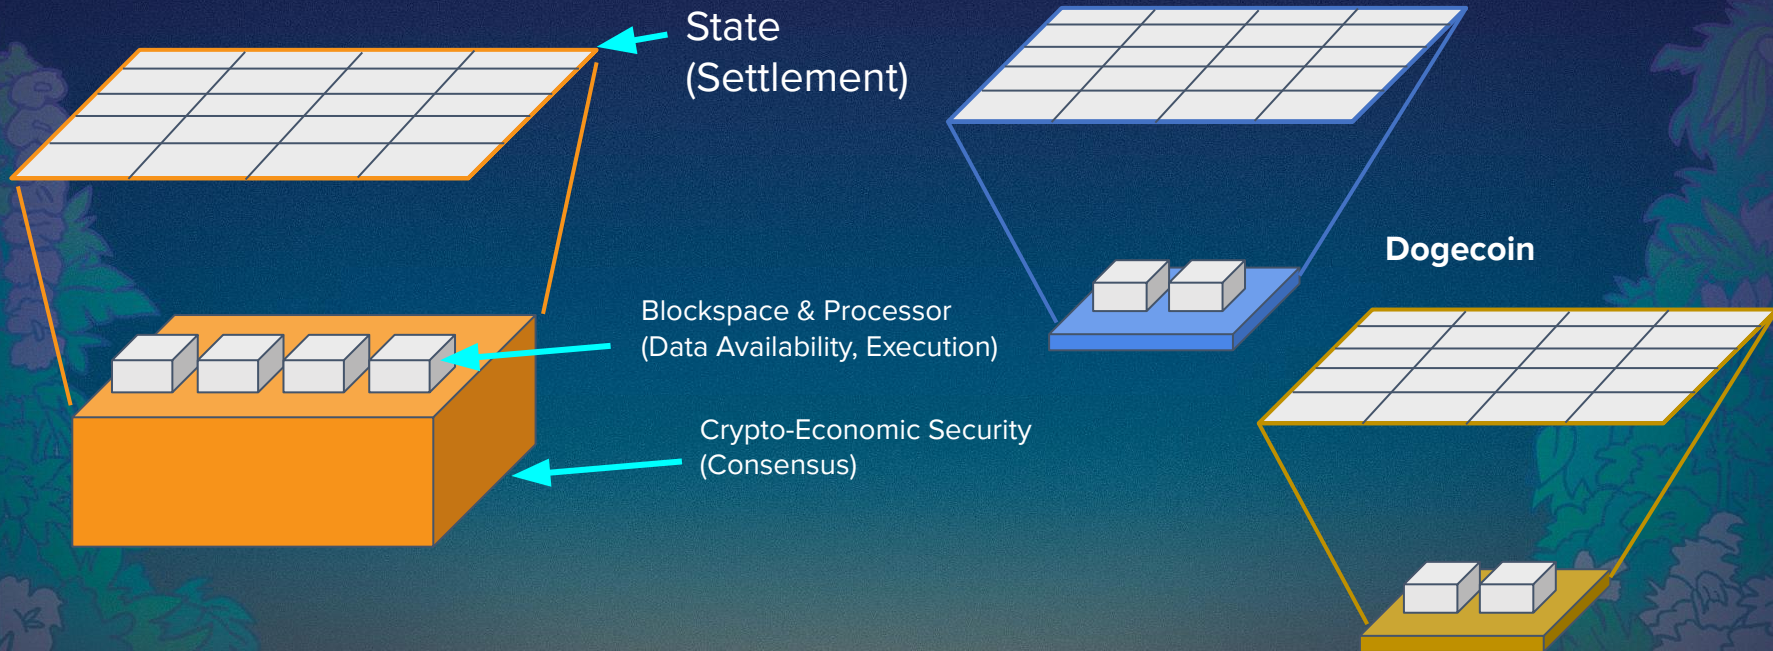 State
(Settlement)
Dogecoin
Blockspace & Processor
(Data Availability, Execution)
Crypto-Economic Security
(Consensus)